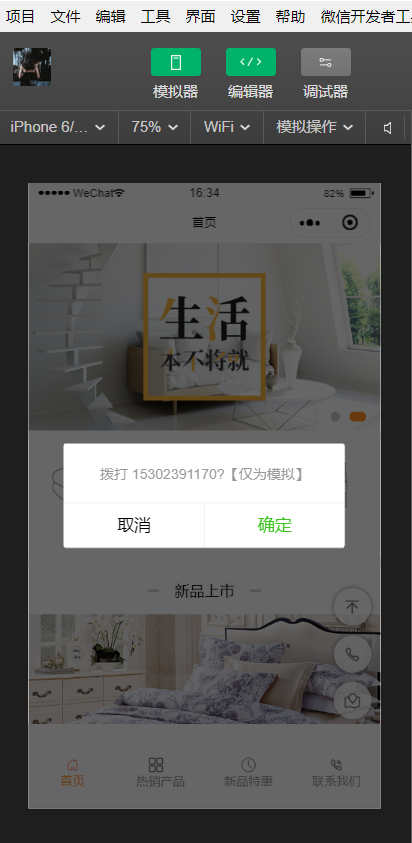 项目 文件 编辑 工具 界面 设置 帮助 微信开发者工
模拟器 编辑器 调试器
iPhone 6/... 75% WiFi 模拟操作
WeChat 16:34 82%
首页
生活
本不将就
拨打 15302391170?【仅为模拟】
取消 确定
新品上市
首页 热销产品 新品特惠 联系我们